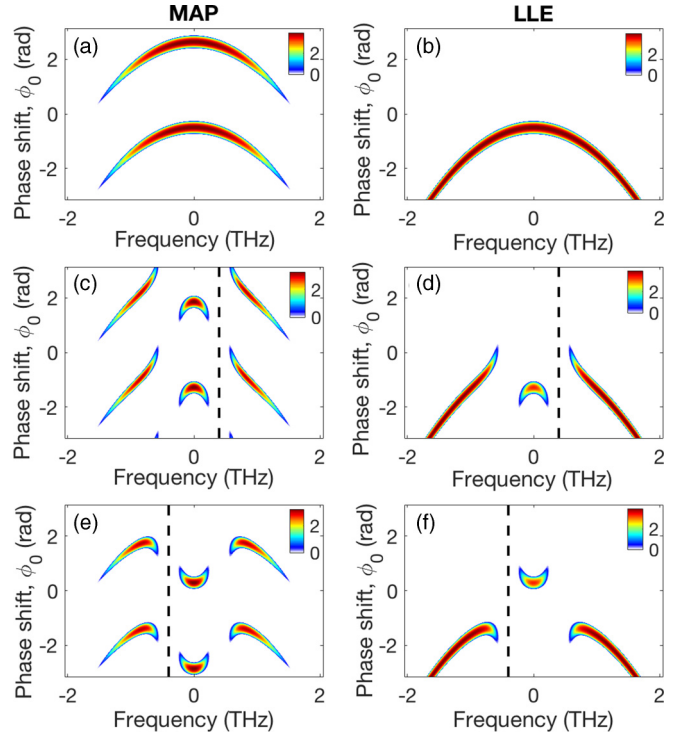 MAP LLE
(a) 2 0 (b) 2 0
Phase shift, ϕ0 (rad) 2 0 -2 Phase shift, ϕ0 (rad) 2 0 -2
-2 0 2 -2 0 2
Frequency (THz) Frequency (THz)
(c) 2 0 (d) 2 0
Phase shift, ϕ0 (rad) 2 0 -2 Phase shift, ϕ0 (rad) 2 0 -2
-2 0 2 -2 0 2
Frequency (THz) Frequency (THz)
(e) 2 0 (f) 2 0
Phase shift, ϕ0 (rad) 2 0 -2 Phase shift, ϕ0 (rad) 2 0 -2
-2 0 2 -2 0 2
Frequency (THz) Frequency (THz)